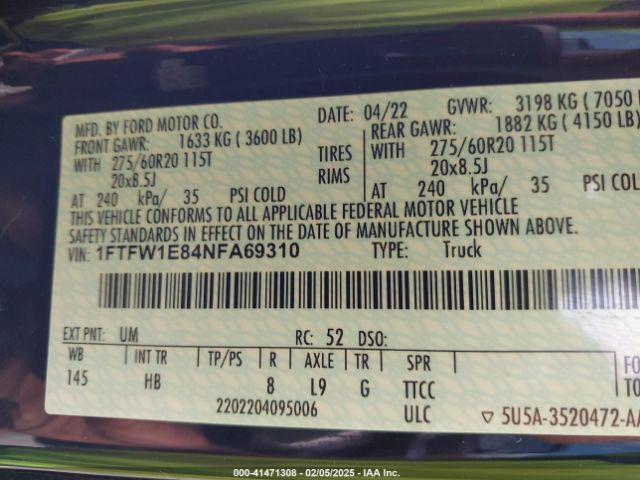 MFD. BY FORD MOTOR CO. DATE: 04/22 GVWR: 3198 KG (7050
FRONT GAWR: 1633 KG (3600 LB) REAR GAWR: 1882 KG (4150 LB)
WITH 275/60R20 115T TIRES WITH 275/60R20 115T
20x8.5J RIMS 20x8.5J
AT 240 kPa/ 35 PSI COLD AT 240 kPa/ 35 PSI COL
THIS VEHICLE CONFORMS TO ALL APPLICABLE FEDERAL MOTOR VEHICLE
SAFETY STANDARDS IN EFFECT ON THE DATE OF MANUFACTURE SHOWN ABOVE.
VIN: 1FTFW1E84NFA69310 TYPE: Truck
EXT PNT: UM RC: 52 DSO:
WB INT TR TP/PS R AXLE TR SPR FO
145 HB 8 L9 G TTCC TO
2202204095006 ULC ▽ 5U5A-3520472-A
000-41471308 - 02/05/2025 - IAA Inc.